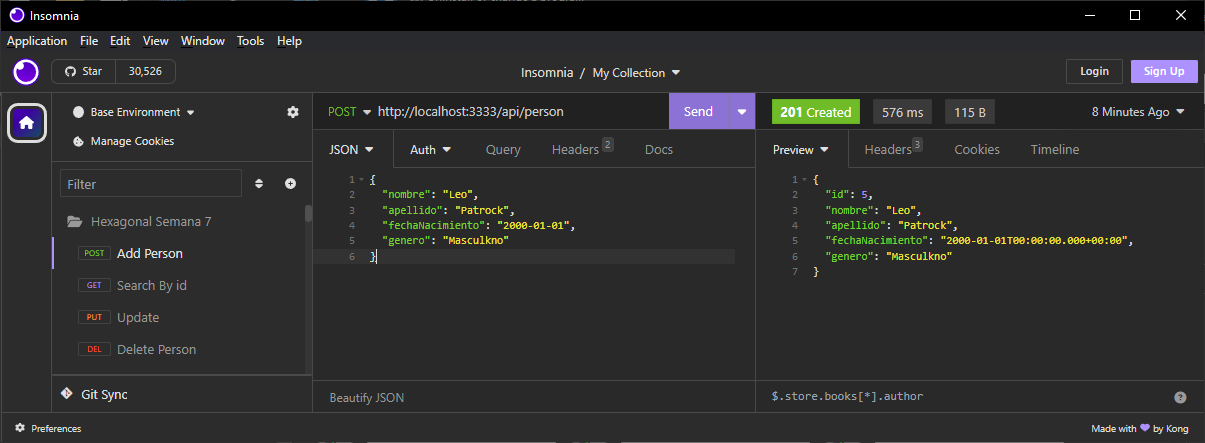 Insomnia
Application File Edit View Window Tools Help
Star 30,526
Insomnia / My Collection
Login Sign Up
Base Environment
Manage Cookies
Filter
Hexagonal Semana 7
POST Add Person
GET Search By id
PUT Update
DEL Delete Person
Git Sync
POST http://localhost:3333/api/person Send
JSON Auth Query Headers 2 Docs
1 {
2 "nombre": "Leo",
3 "apellido": "Patrock",
4 "fechaNacimiento": "2000-01-01",
5 "genero": "Masculkno"
6 }
Beautify JSON
201 Created 576 ms 115 B 8 Minutes Ago
Preview Headers 3 Cookies Timeline
1 {
2 "id": 5,
3 "nombre": "Leo",
4 "apellido": "Patrock",
5 "fechaNacimiento": "2000-01-01T00:00:00.000+00:00",
6 "genero": "Masculkno"
7 }
$.store.books[*].author
Preferences
Made with by Kong